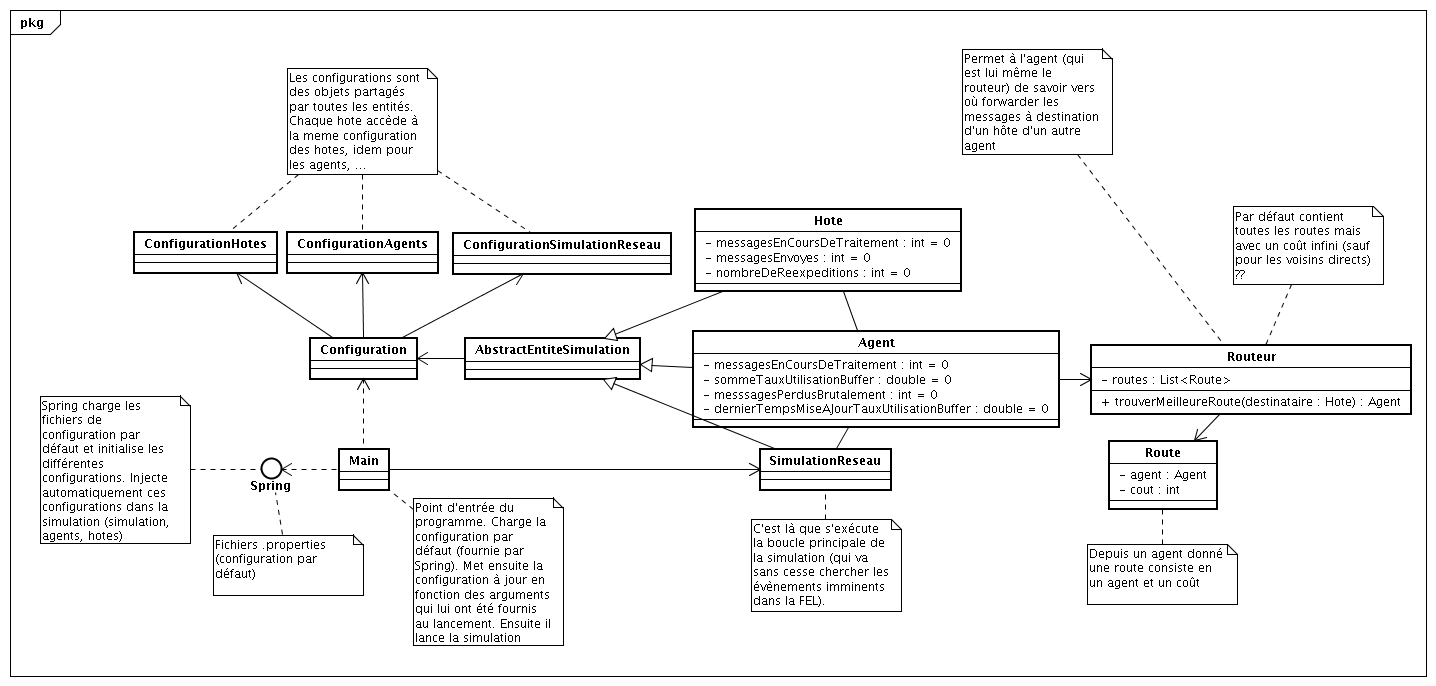 pkg
Les configurations sont
des objets partagés
par toutes les entités.
Chaque hote accède à
la meme configuration
des hotes, idem pour
les agents, ...
Permet à l'agent (qui
est lui même le
routeur) de savoir vers
où forwarder les
messages à destination
d'un hôte d'un autre
agent
Par défaut contient
toutes les routes mais
avec un coût infini (sauf
pour les voisins directs)
??
ConfigurationHotes
ConfigurationAgents
ConfigurationSimulationReseau
Hote
- messagesEnCoursDeTraitement : int = 0
- messagesEnvoyes : int = 0
- nombreDeReexpeditions : int = 0
Configuration
AbstractEntiteSimulation
Agent
- messagesEnCoursDeTraitement : int = 0
- sommeTauxUtilisationBuffer : double = 0
- messsagesPerdusBrutalement : int = 0
- dernierTempsMiseAJourTauxUtilisationBuffer : double = 0
Routeur
- routes : List<Route>
+ trouverMeilleureRoute(destinataire : Hote) : Agent
Spring charge les
fichiers de
configuration par
défaut et initialise les
différentes
configurations. Injecte
automatiquement ces
configurations dans la
simulation (simulation,
agents, hotes)
Spring
Main
SimulationReseau
Route
- agent : Agent
- cout : int
Fichiers .properties
(configuration par
défaut)
Point d'entrée du
programme. Charge la
configuration par
défaut (fournie par
Spring). Met ensuite la
configuration à jour en
fonction des arguments
qui lui ont été fournis
au lancement. Ensuite il
lance la simulation
C'est là que s'exécute
la boucle principale de
la simulation (qui va
sans cesse chercher les
évènements imminents
dans la FEL).
Depuis un agent donné
une route consiste en
un agent et un coût